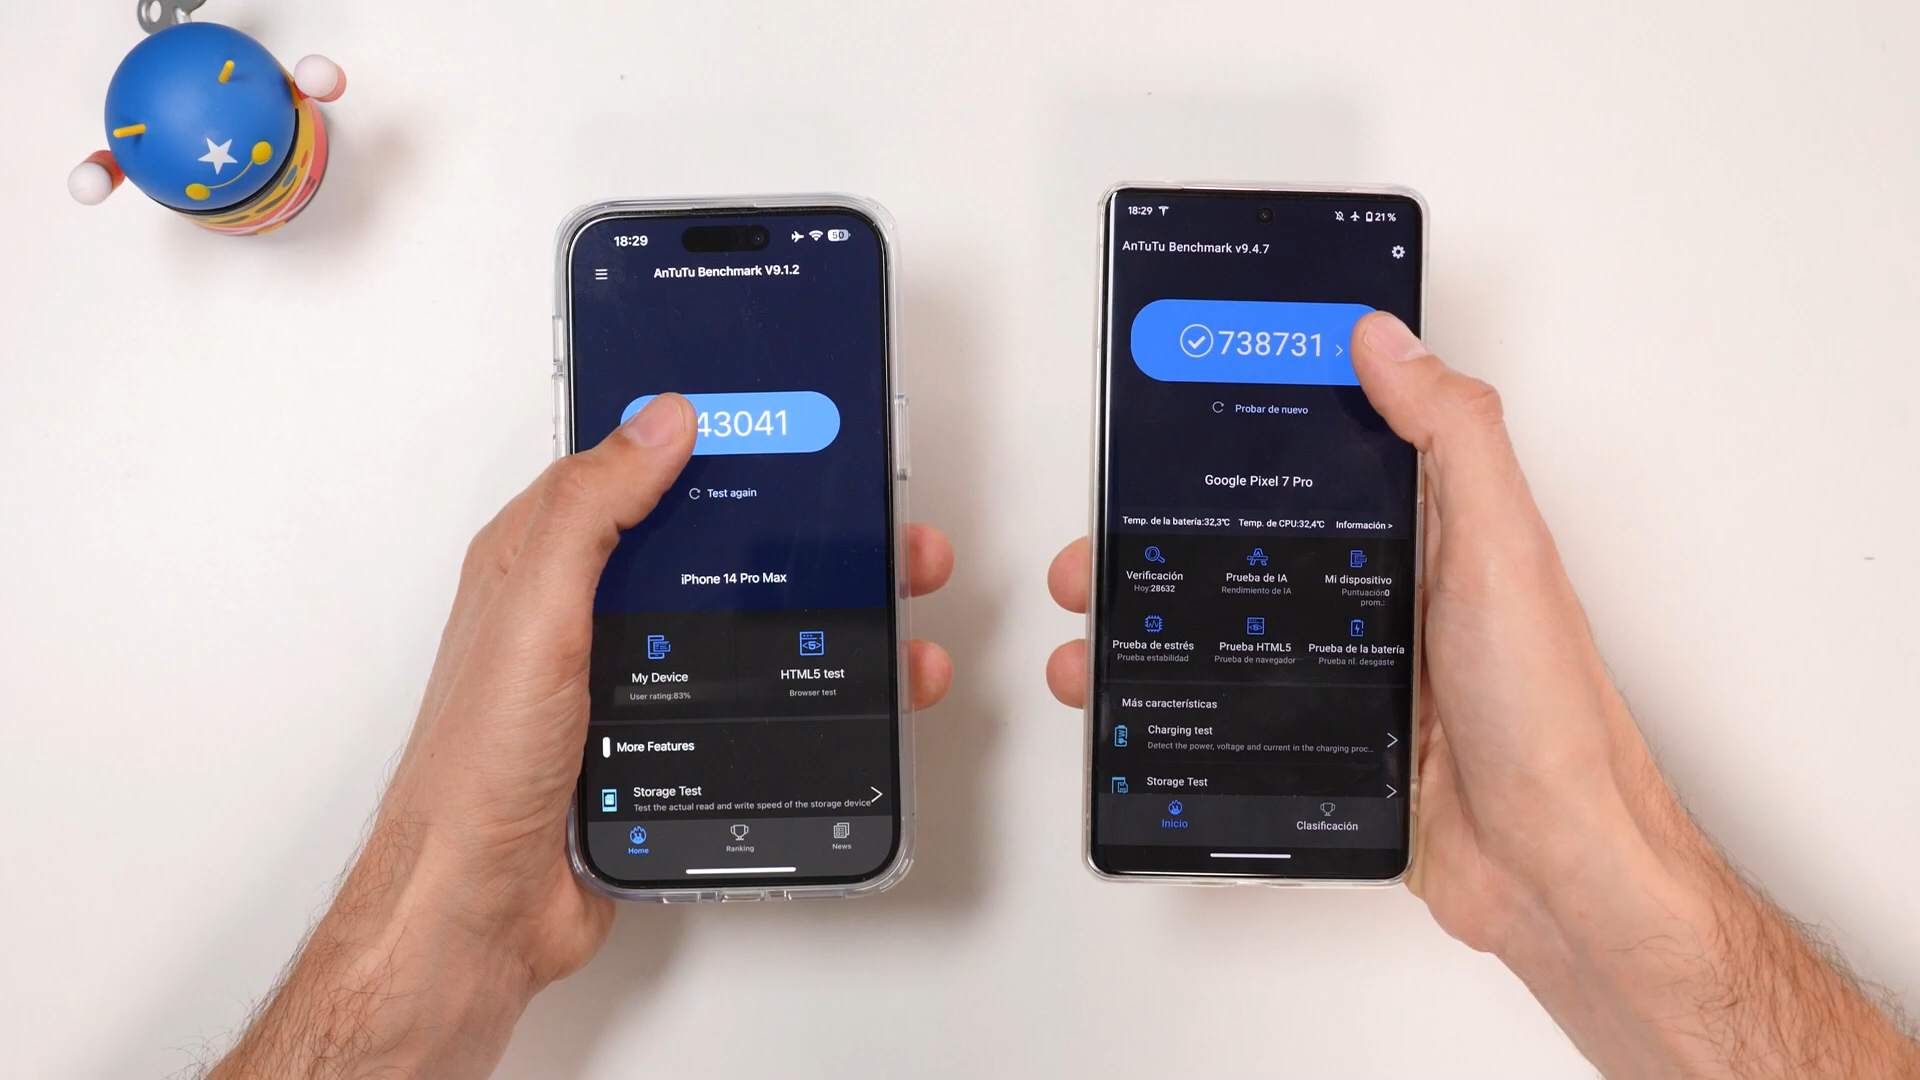 18:29
50
AnTuTu Benchmark V9.1.2
43041
Test again
iPhone 14 Pro Max
My Device
User rating:83%
HTML5 test
Browser test
More Features
Storage Test
Test the actual read and write speed of the storage device
Home
Ranking
News
18:29
21 %
AnTuTu Benchmark v9.4.7
738731
Probar de nuevo
Google Pixel 7 Pro
Temp. de la batería:32,3℃ Temp. de CPU:32,4℃ Información >
Verificación
Hoy:28632
Prueba de IA
Rendimiento de IA
Mi dispositivo
Puntuación0
prom.:
Prueba de estrés
Prueba estabilidad
Prueba HTML5
Prueba de navegador
Prueba de la batería
Prueba nl. desgaste
Más características
Charging test
Detect the power, voltage and current in the charging proc...
Storage Test
Inicio
Clasificación